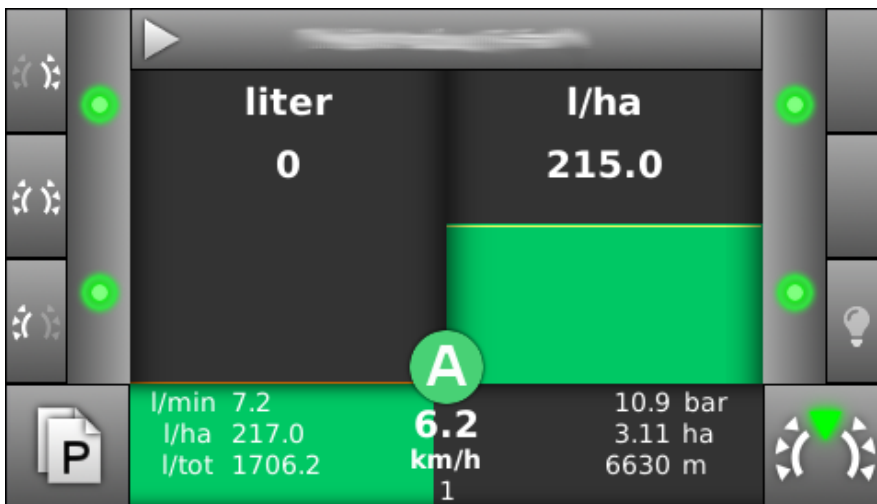 liter
0
l/ha
215.0
A
l/min 7.2
l/ha 217.0
l/tot 1706.2
6.2
km/h
1
10.9 bar
3.11 ha
6630 m
P